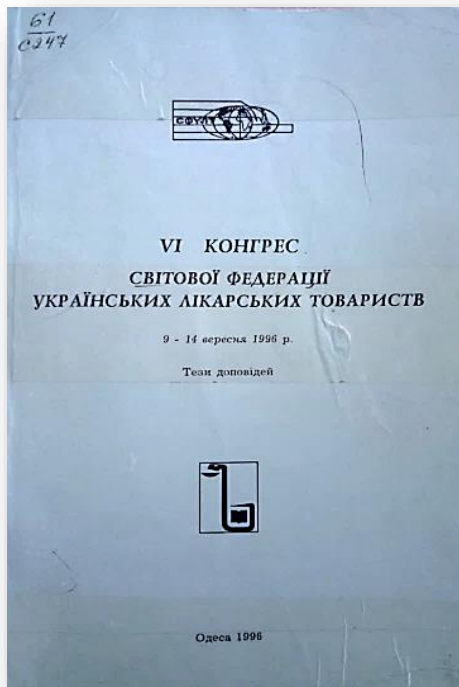 61
С247
СФУЛТ
VI КОНГРЕС
СВІТОВОЇ ФЕДЕРАЦІЇ
УКРАЇНСЬКИХ ЛІКАРСЬКИХ ТОВАРИСТВ
9 - 14 вересня 1996 р.
Тези доповідей
Одеса 1996